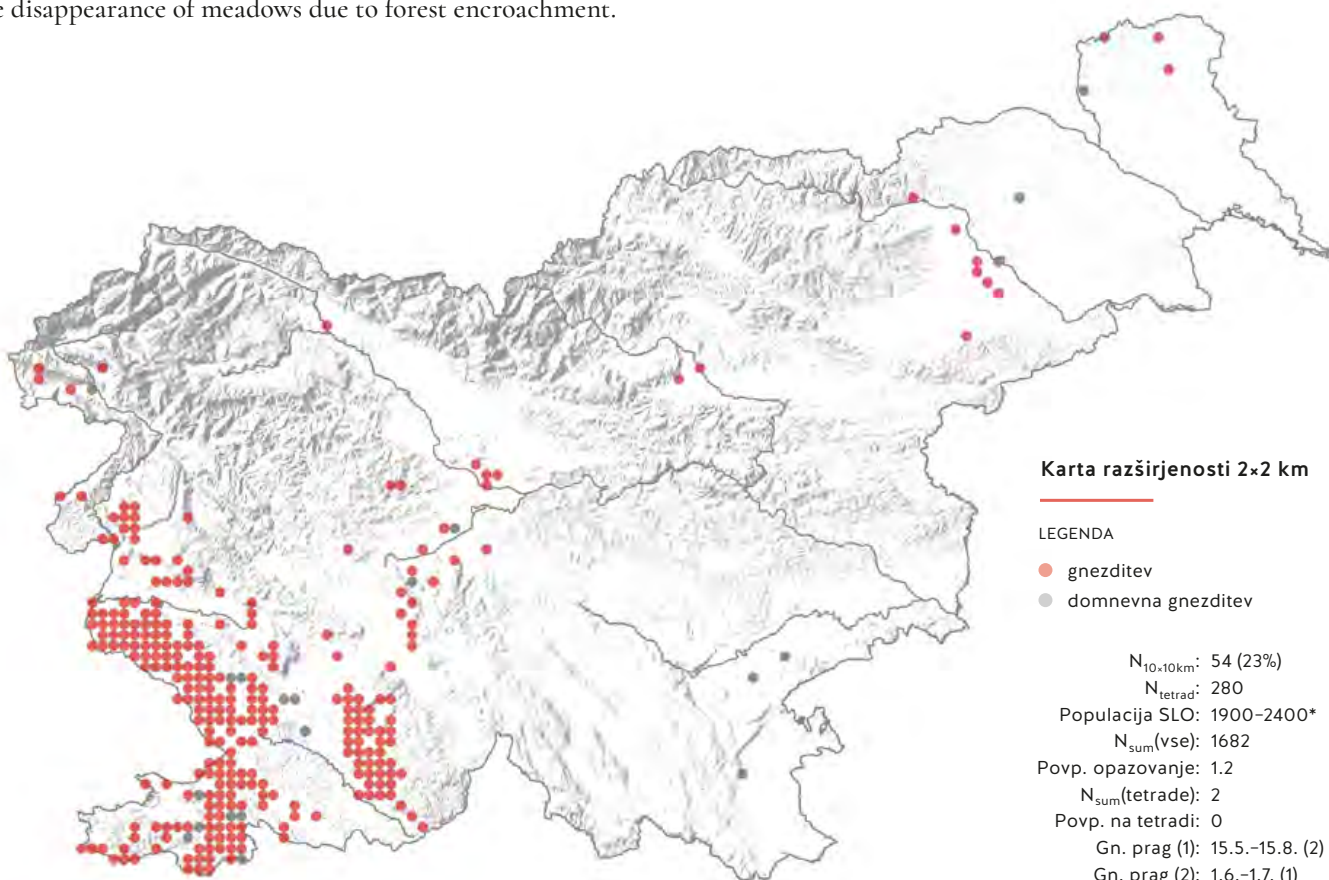 disappearance of meadows due to forest encroachment.
Karta razširjenosti 2×2 km
LEGENDA
gnezditev
domnevna gnezditev
N10×10km: 54 (23%)
Ntetrad: 280
Populacija SLO: 1900–2400*
Nsum(vse): 1682
Povp. opazovanje: 1.2
Nsum(tetrade): 2
Povp. na tetradi: 0
Gn. prag (1): 15.5.–15.8. (2)
Gn. prag (2): 1.6.–1.7. (1)